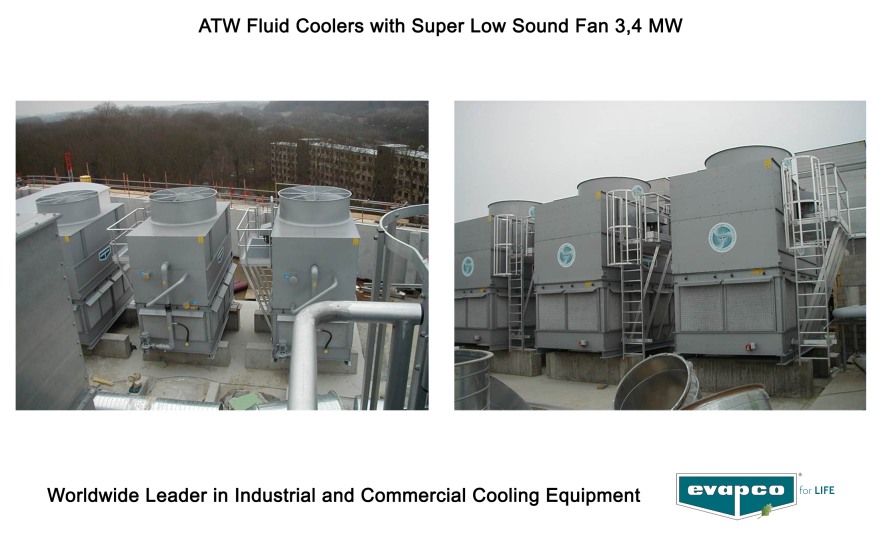 ATW Fluid Coolers with Super Low Sound Fan 3,4 MW
Worldwide Leader in Industrial and Commercial Cooling Equipment
evapco® for LIFE